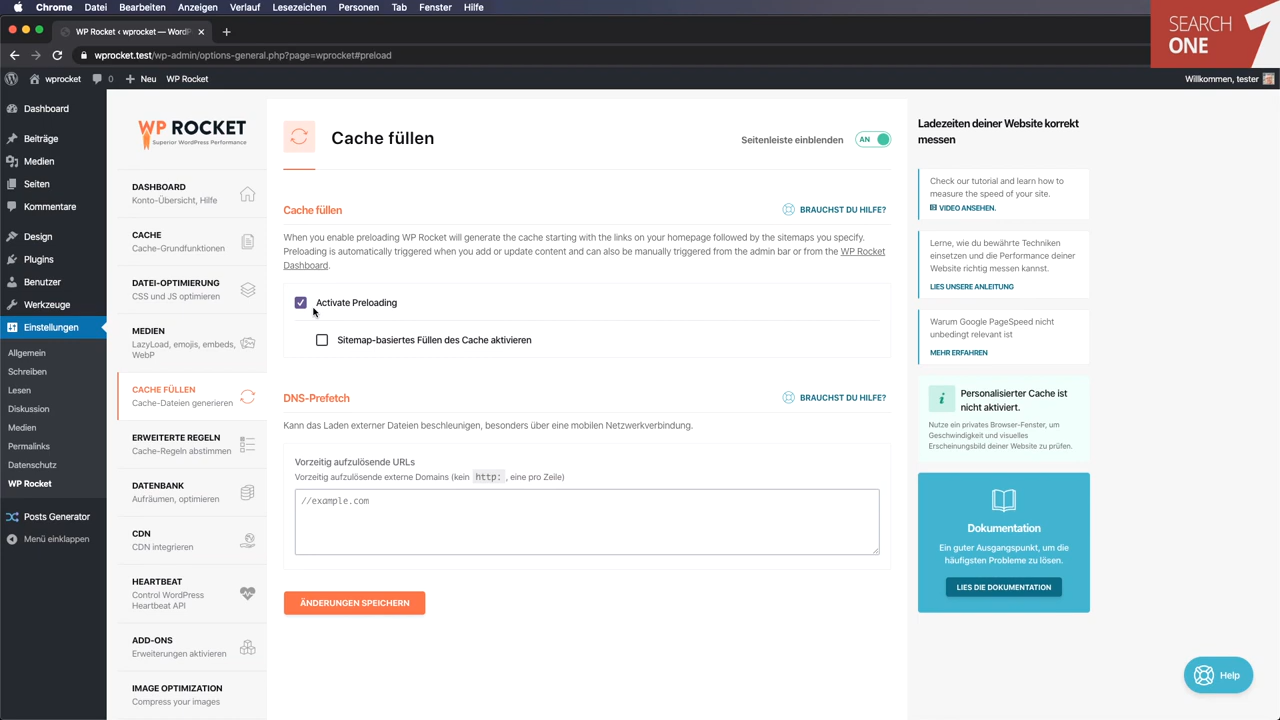 Chrome Datei Anzeigen Verlauf Lesezeichen Personen Tab Fenster Hilfe
SEARCH
ONE
WP Rocket ‹ wprocket — WordP
wprocket.test/wp-admin/options-general.php?page=wprocket#preload
wprocket 0 Neu WP Rocket
Willkommen, tester
Dashboard
Beiträge
Medien
Seiten
Kommentare
Design
Plugins
Benutzer
Werkzeuge
Einstellungen
Allgemein
Schreiben
Lesen
Diskussion
Medien
Permalinks
Datenschutz
WP Rocket
Posts Generator
Menü einklappen
WP ROCKET
Superior WordPress Performance
DASHBOARD
Konto-Übersicht, Hilfe
CACHE
Cache-Grundfunktionen
DATEI-OPTIMIERUNG
CSS und JS optimieren
MEDIEN
LazyLoad, emojis, embeds,
WebP
CACHE FÜLLEN
Cache-Dateien generieren
ERWEITERTE REGELN
Cache-Regeln abstimmen
DATENBANK
Aufräumen, optimieren
CDN
CDN integrieren
HEARTBEAT
Control WordPress
Heartbeat API
ADD-ONS
Erweiterungen aktivieren
IMAGE OPTIMIZATION
Compress your images
Cache füllen
Seitenleiste einblenden AN
Cache füllen
BRAUCHST DU HILFE?
When you enable preloading WP Rocket will generate the cache starting with the links on your homepage followed by the sitemaps you specify.
Preloading is automatically triggered when you add or update content and can also be manually triggered from the admin bar or from the WP Rocket
Dashboard.
Activate Preloading
Sitemap-basiertes Füllen des Cache aktivieren
DNS-Prefetch
BRAUCHST DU HILFE?
Kann das Laden externer Dateien beschleunigen, besonders über eine mobilen Netzwerkverbindung.
Vorzeitig aufzulösende URLs
Vorzeitig aufzulösende externe Domains (kein http: , eine pro Zeile)
//example.com
ÄNDERUNGEN SPEICHERN
Ladezeiten deiner Website korrekt
messen
Check our tutorial and learn how to
measure the speed of your site.
VIDEO ANSEHEN.
Lerne, wie du bewährte Techniken
einsetzen und die Performance deiner
Website richtig messen kannst.
LIES UNSERE ANLEITUNG
Warum Google PageSpeed nicht
unbedingt relevant ist
MEHR ERFAHREN
i
Personalisierter Cache ist
nicht aktiviert.
Nutze ein privates Browser-Fenster, um
Geschwindigkeit und visuelles
Erscheinungsbild deiner Website zu prüfen.
Dokumentation
Ein guter Ausgangspunkt, um die
häufigsten Probleme zu lösen.
LIES DIE DOKUMENTATION
Help